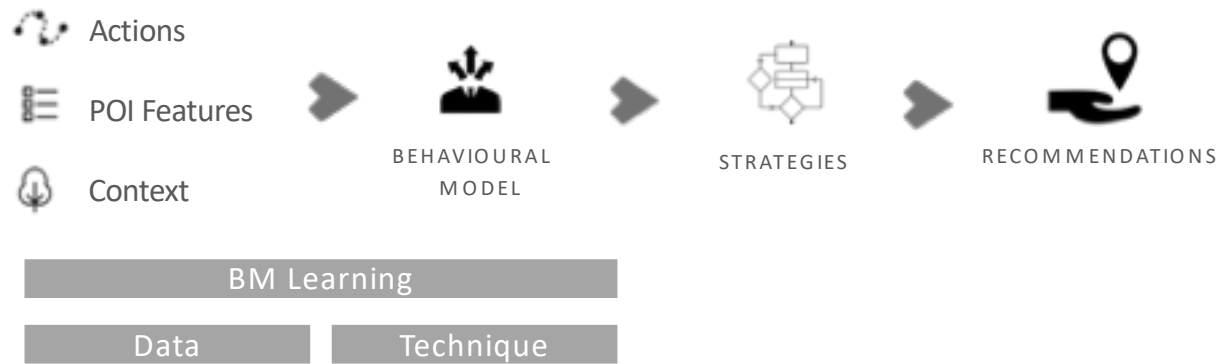 Actions
POI Features
Context
BEHAVIOURAL
MODEL
STRATEGIES
RECOMMENDATIONS
BM Learning
Data
Technique